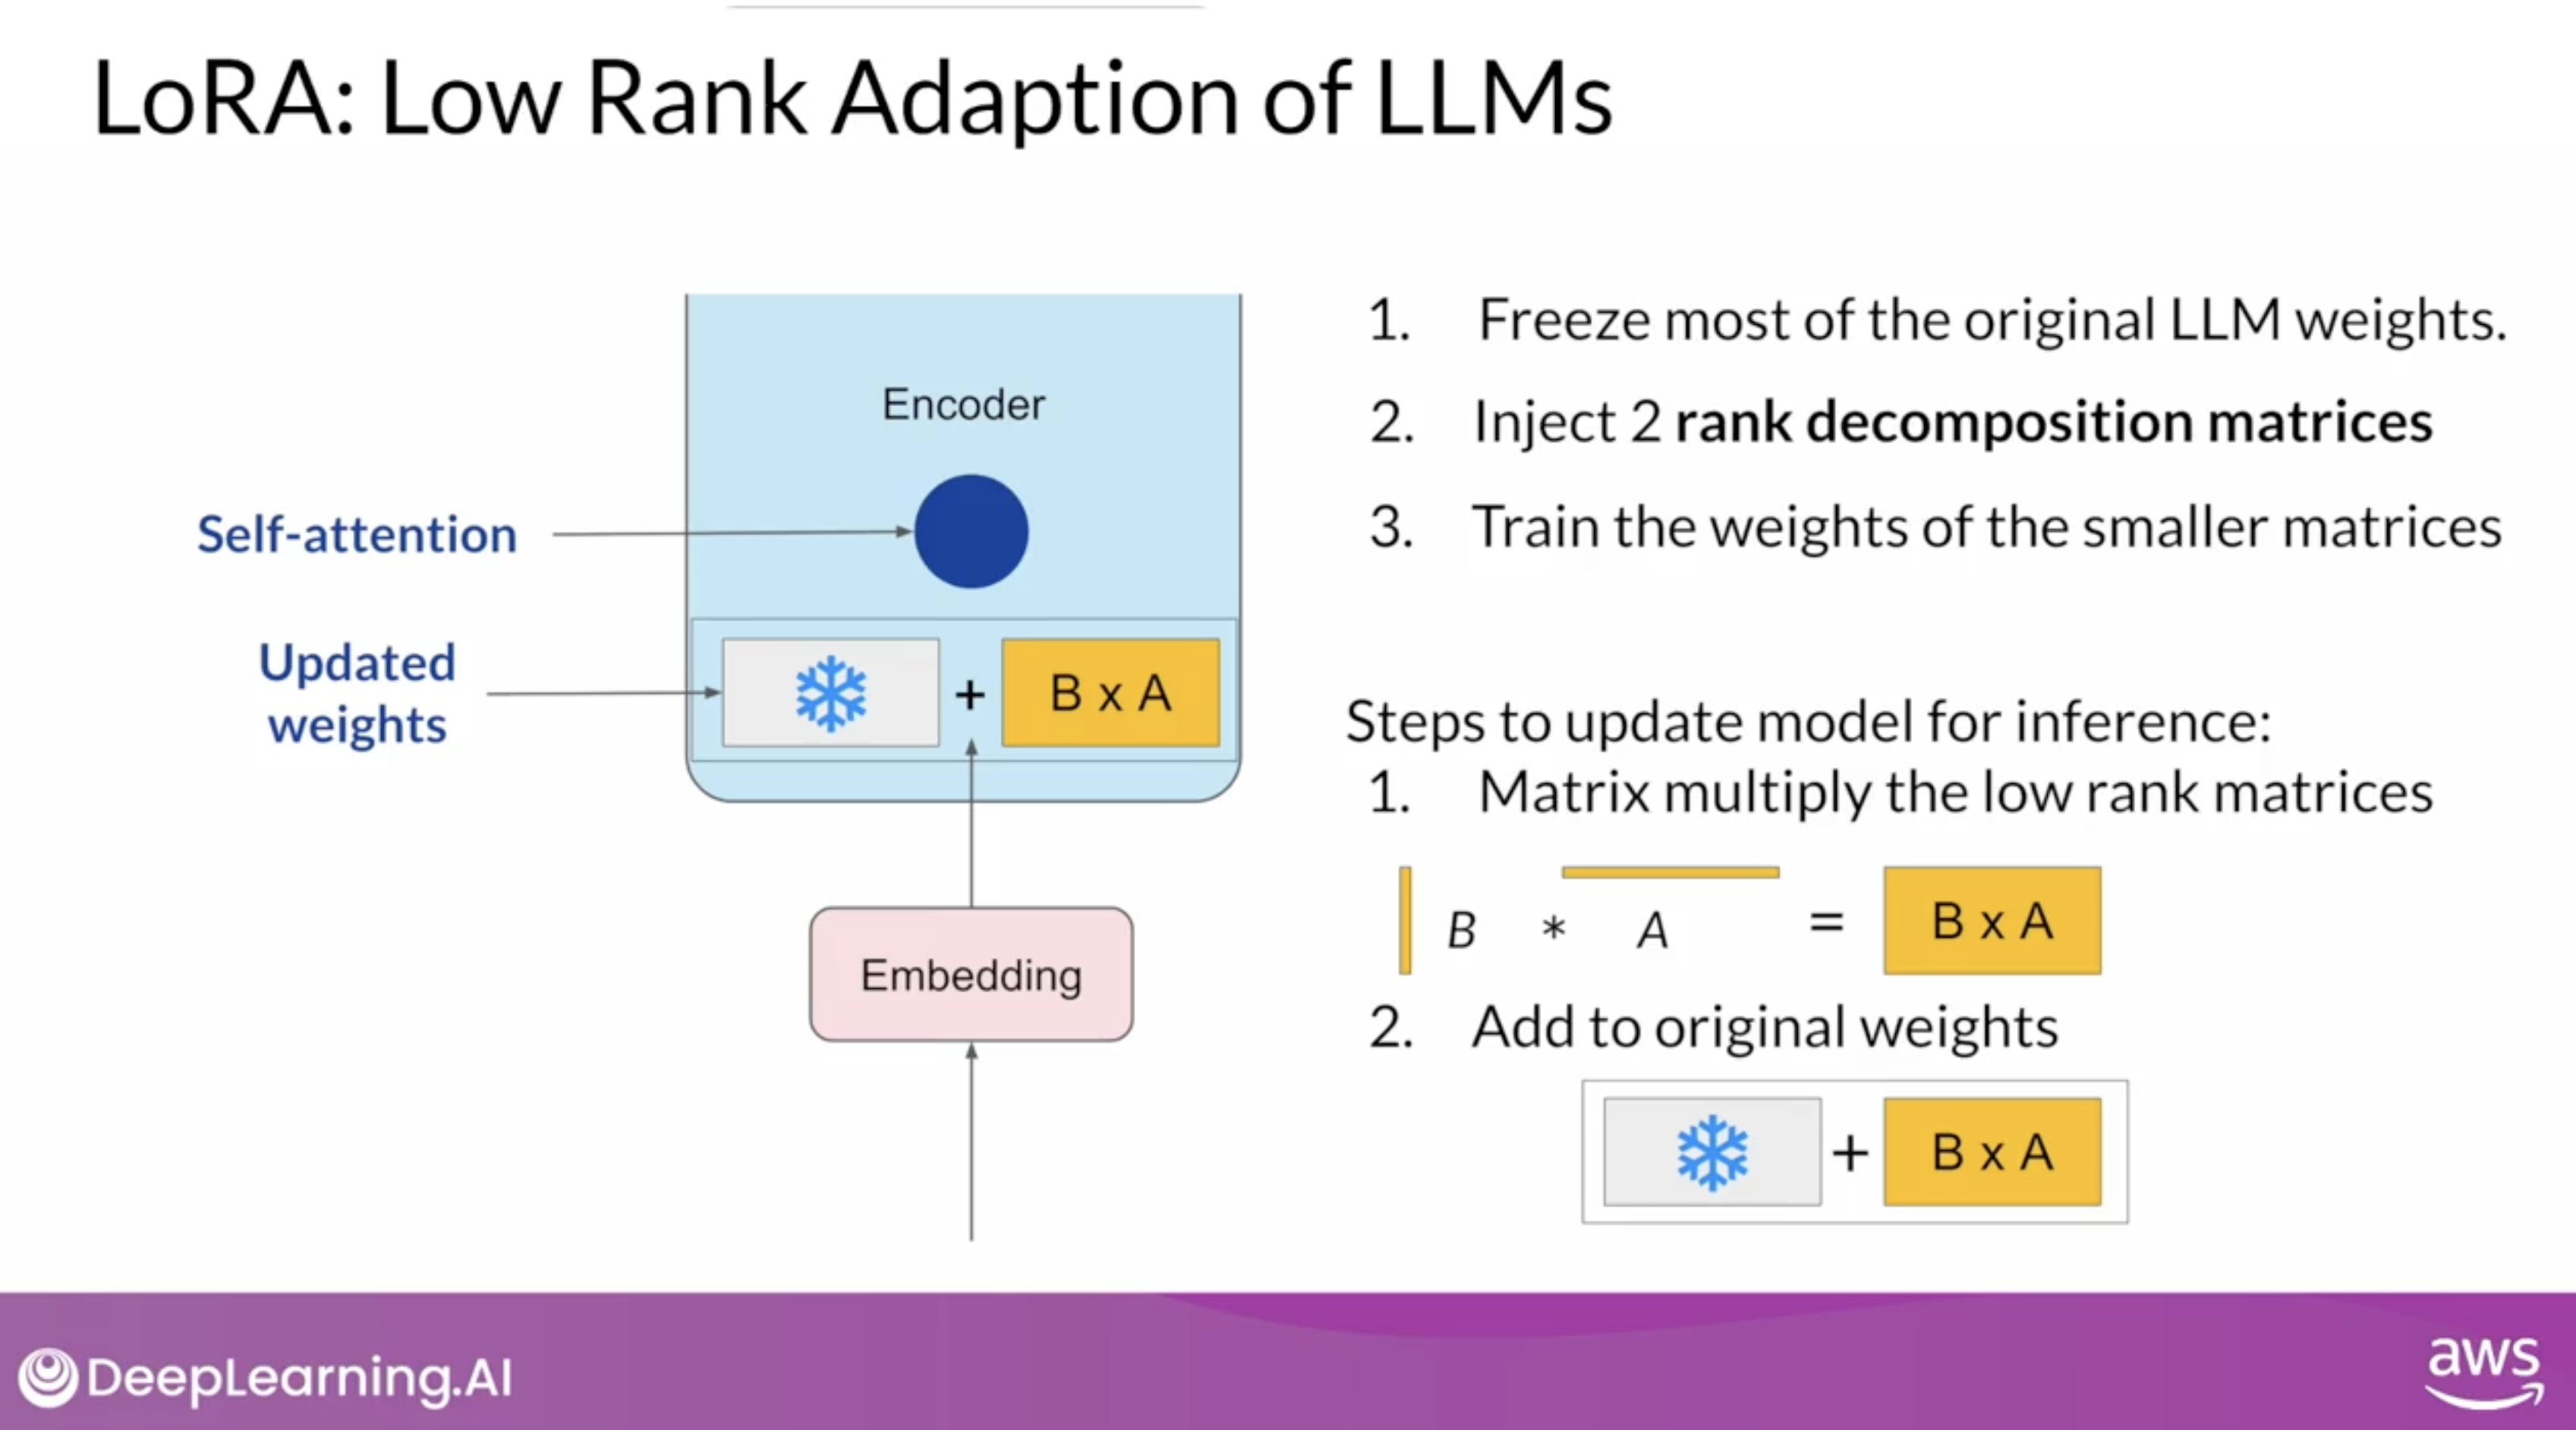 LoRA: Low Rank Adaption of LLMs
Encoder
Self-attention
Updated
weights
+ B x A
Embedding
1. Freeze most of the original LLM weights.
2. Inject 2 rank decomposition matrices
3. Train the weights of the smaller matrices
Steps to update model for inference:
1. Matrix multiply the low rank matrices
B * A = B x A
2. Add to original weights
+ B x A
DeepLearning.AI
aws